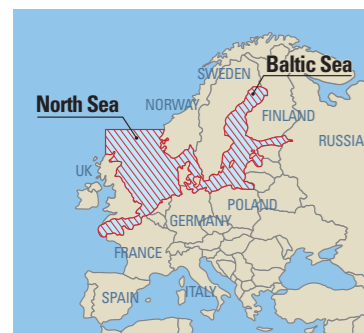 Baltic Sea
SWEDEN
North Sea
NORWAY
FINLAND
RUSSIA
UK
POLAND
GERMANY
FRANCE
ITALY
SPAIN